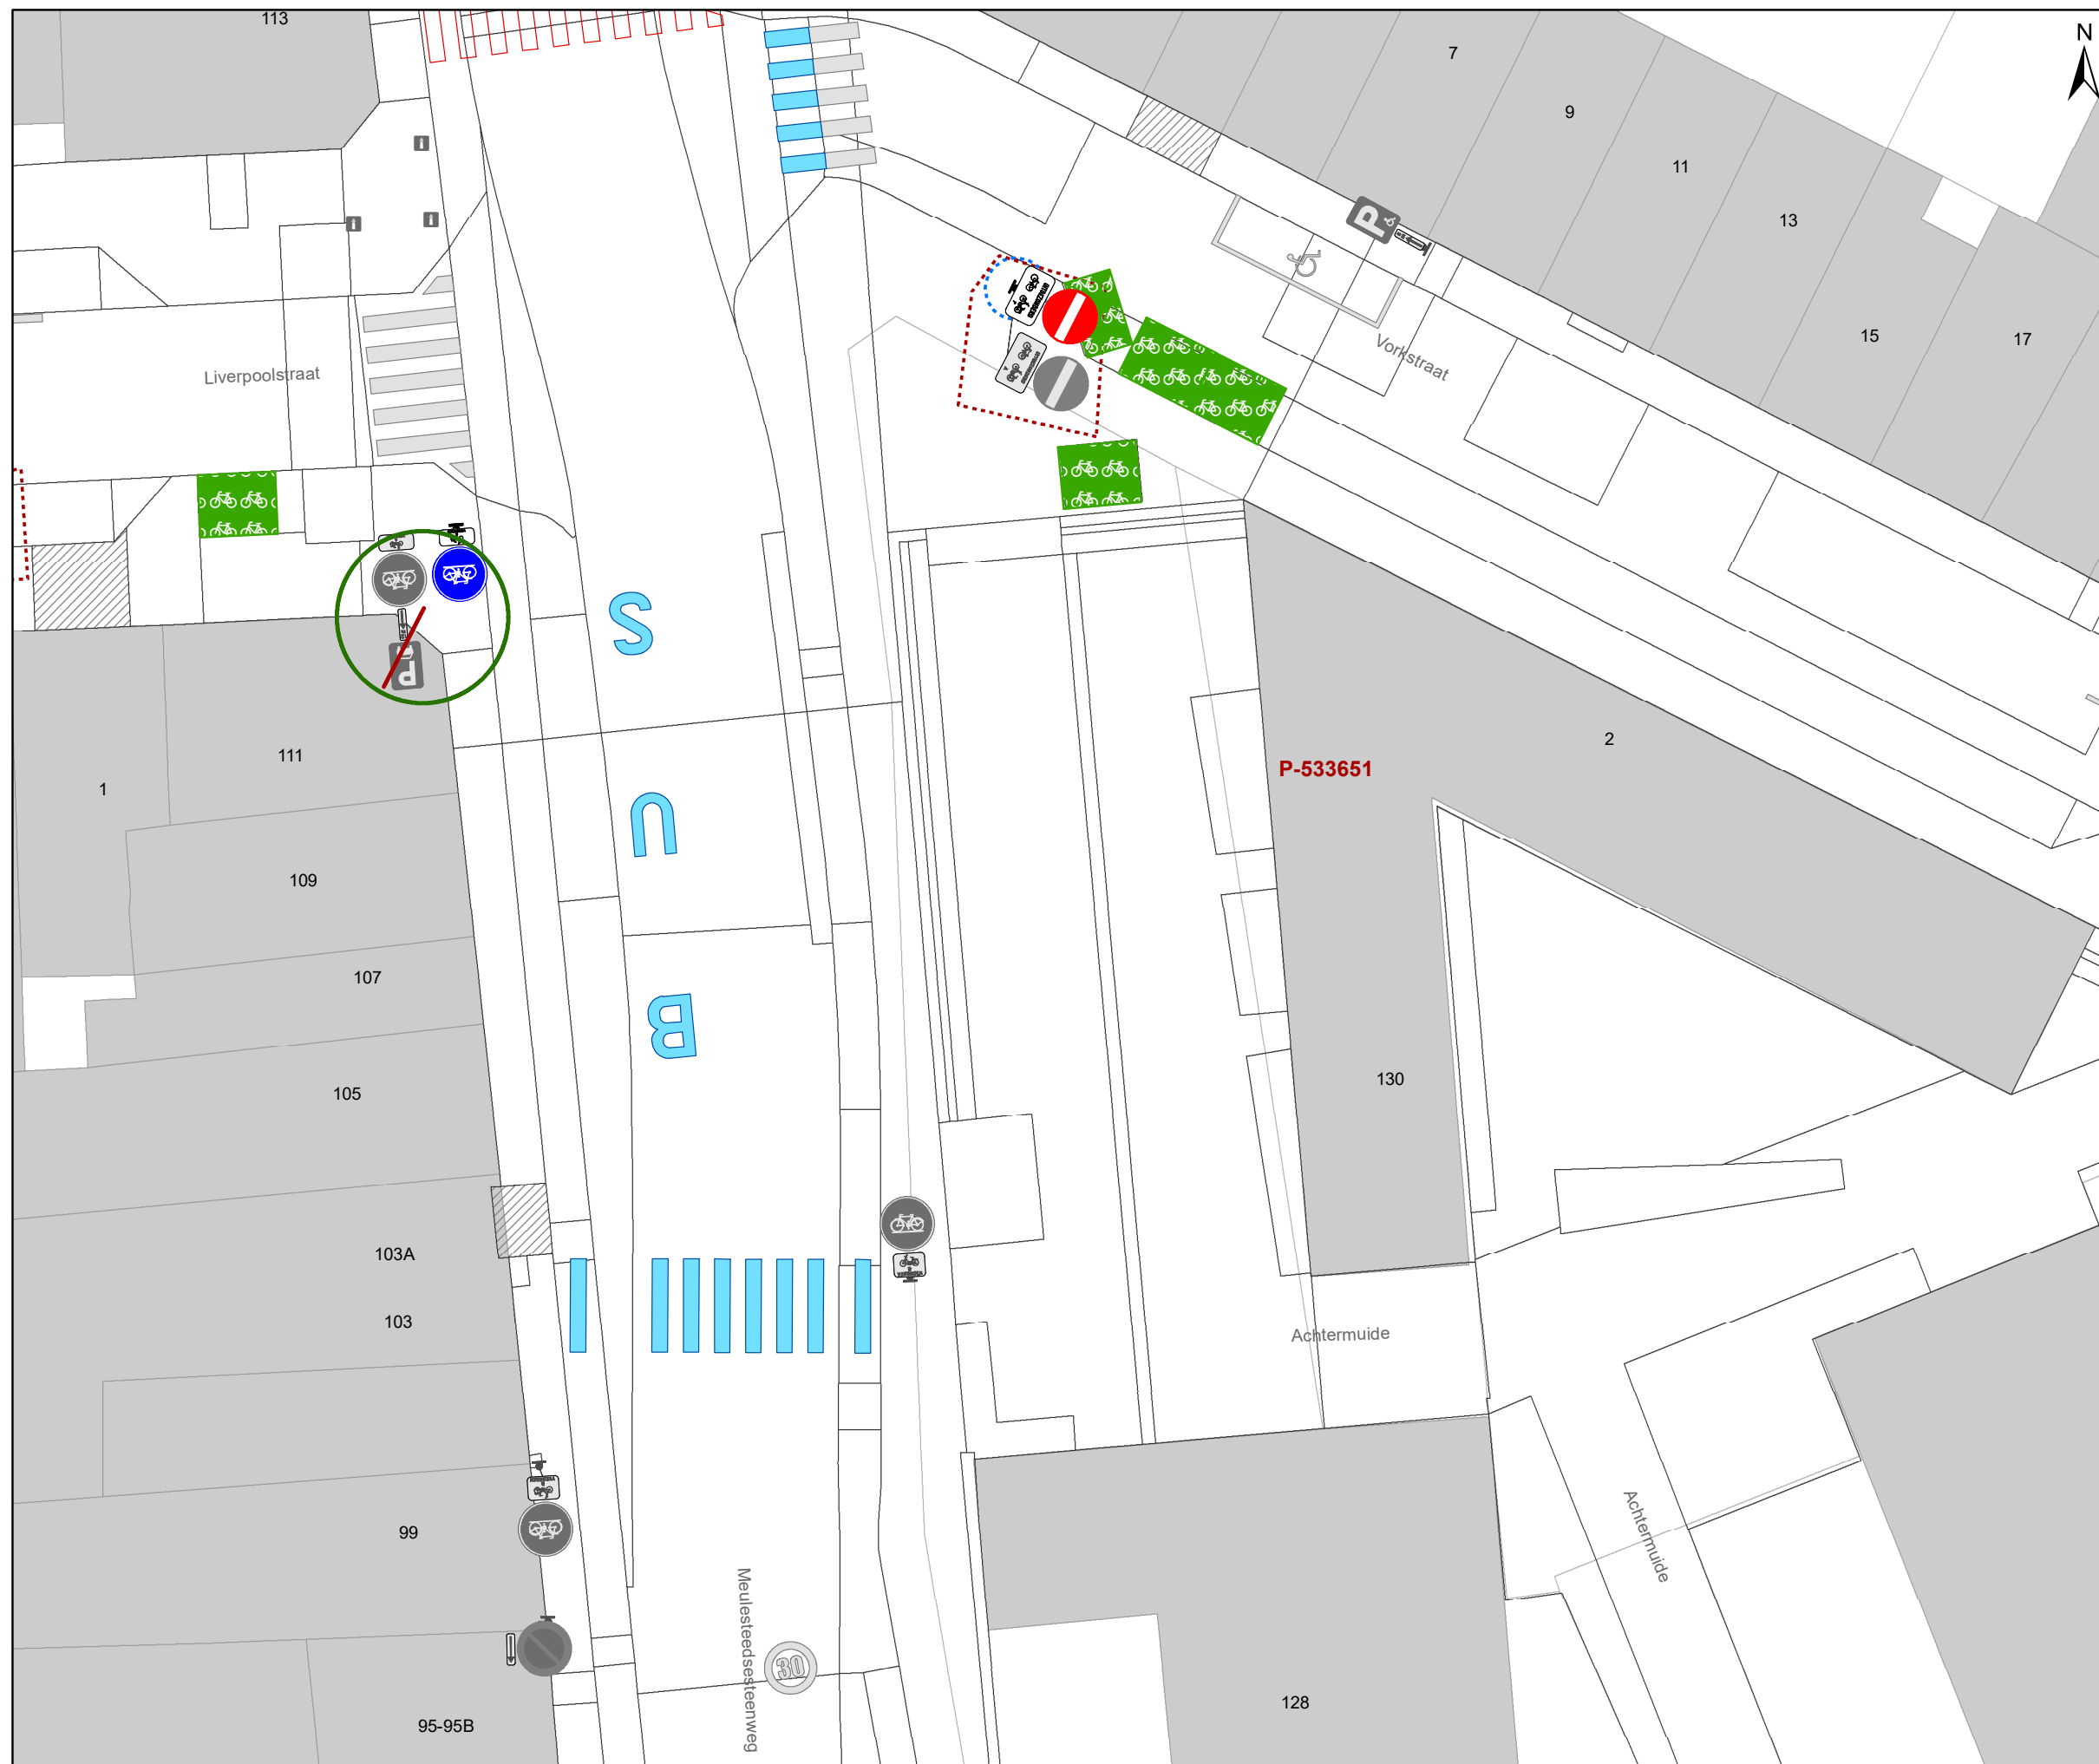 113
N
7
9
11
13
15
17
P
Liverpoolstraat
Vorkstraat
P
S
U
B
111
1
109
107
105
103A
103
99
95-95B
2
P-533651
130
Achtermuide
Achtermuide
Meulesteedsesteenweg
30
128